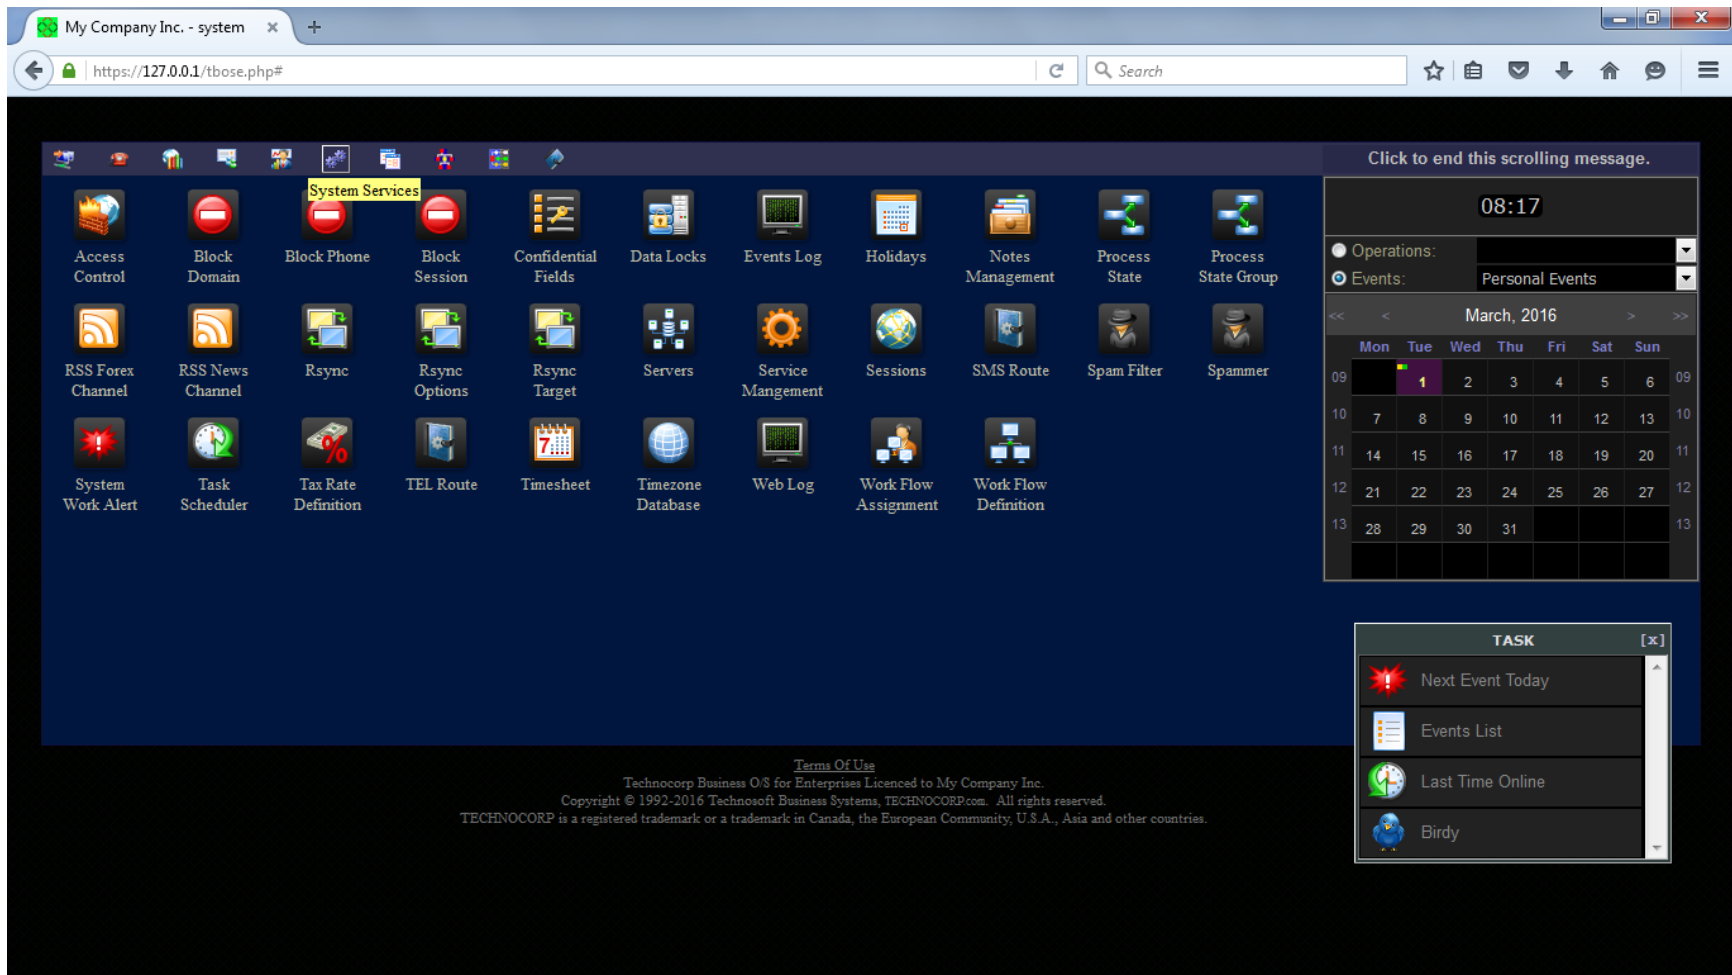 My Company Inc. - system
https://127.0.0.1/tbose.php#
Search
Click to end this scrolling message.
System Services
08:17
Access Control
Block Domain
Block Phone
Block Session
Confidential Fields
Data Locks
Events Log
Holidays
Notes Management
Process State
Process State Group
Operations:
Events: Personal Events
RSS Forex Channel
RSS News Channel
Rsync
Rsync Options
Rsync Target
Servers
Service Mangement
Sessions
SMS Route
Spam Filter
Spammer
System Work Alert
Task Scheduler
Tax Rate Definition
TEL Route
Timesheet
Timezone Database
Web Log
Work Flow Assignment
Work Flow Definition
<< < March, 2016 > >>
Mon Tue Wed Thu Fri Sat Sun
09 1 2 3 4 5 6 09
10 7 8 9 10 11 12 13 10
11 14 15 16 17 18 19 20 11
12 21 22 23 24 25 26 27 12
13 28 29 30 31 13
TASK [x]
Next Event Today
Events List
Last Time Online
Birdy
Terms Of Use
Technocorp Business O/S for Enterprises Licenced to My Company Inc.
Copyright © 1992-2016 Technosoft Business Systems, TECHNOCORP.com. All rights reserved.
TECHNOCORP is a registered trademark or a trademark in Canada, the European Community, U.S.A., Asia and other countries.